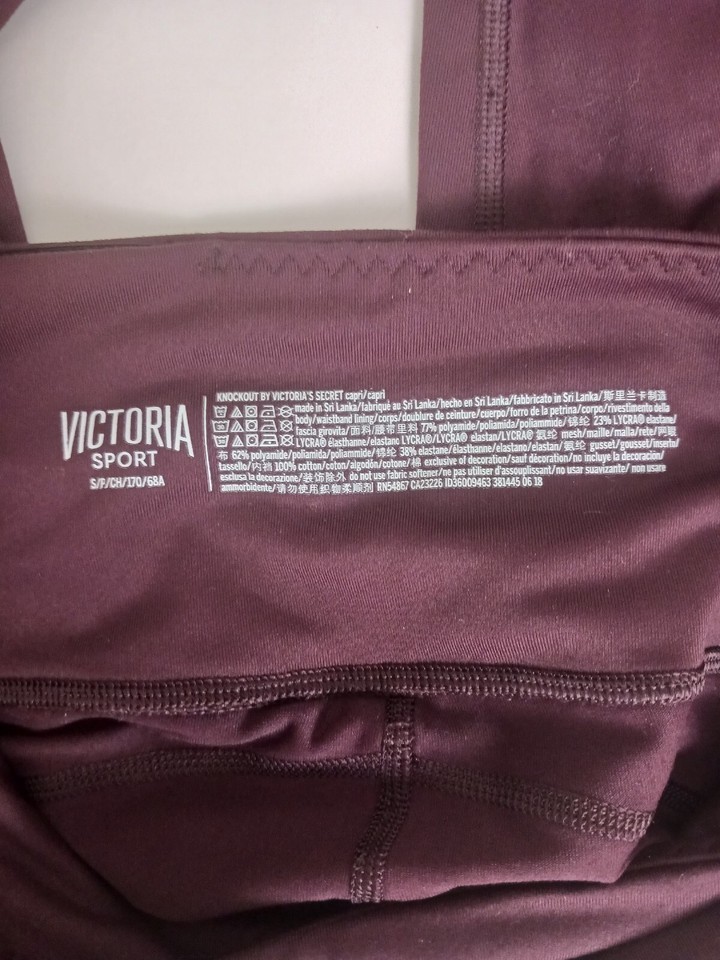 VICTORIA
SPORT
S/P/CH/170/68A
KNOCKOUT BY VICTORIA'S SECRET capri/capri
made in Sri Lanka/fabriqué au Sri Lanka/hecho en Sri Lanka/fabbricato in Sri Lanka/斯里兰卡制造
body/waistband lining/corps/doublure de ceinture/cuerpo/forro de la petrina/corpo/rivestimento della
fascia girovita/面料/腰带里料 77% polyamide/poliamida/poliammide/锦纶 23% LYCRA® elastane/
LYCRA® élasthanne/elastano LYCRA®/LYCRA® elastan/LYCRA®氨纶 mesh/maille/malla/rete/网眼
布 62% polyamide/poliamida/poliammide/锦纶 38% elastane/élasthanne/elastano/elastan/氨纶 gusset/gousset/inserto/
tassello/内裆 100% cotton/coton/algodón/cotone/棉 exclusive of decoration/sauf décoration/no incluye la decoración/
esclusa la decorazione/装饰除外 do not use fabric softener/ne pas utiliser d'assouplissant/no usar suavizante/ non usare
ammorbidente/请勿使用织物柔顺剂 RN54867 CA23226 ID36009463 381445 06 18